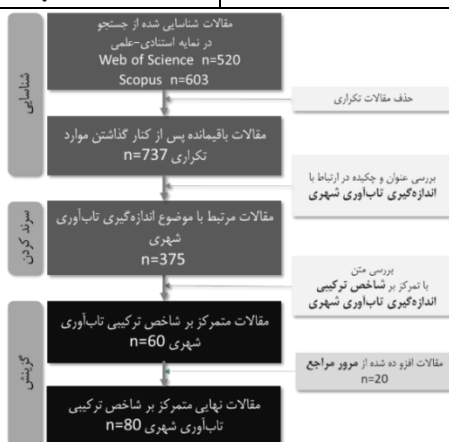 شناسایی
مقالات شناسایی شده از جستجو
در نمایه استنادی-علمی
Web of Science n=520
Scopus n=603
حذف مقالات تکراری
مقالات باقیمانده پس از کنار گذاشتن موارد
تکراری n=737
بررسی عنوان و چکیده در ارتباط با
اندازه‌گیری تاب‌آوری شهری
سرند کردن
مقالات مرتبط با موضوع اندازه‌گیری تاب‌آوری
شهری
n=375
بررسی متن
با تمرکز بر شاخص ترکیبی
اندازه‌گیری تاب‌آوری شهری
گزینش
مقالات متمرکز بر شاخص ترکیبی تاب‌آوری
شهری n=60
مقالات افزو ده شده از مرور مراجع
n=20
مقالات نهایی متمرکز بر شاخص ترکیبی
تاب‌آوری شهری n=80